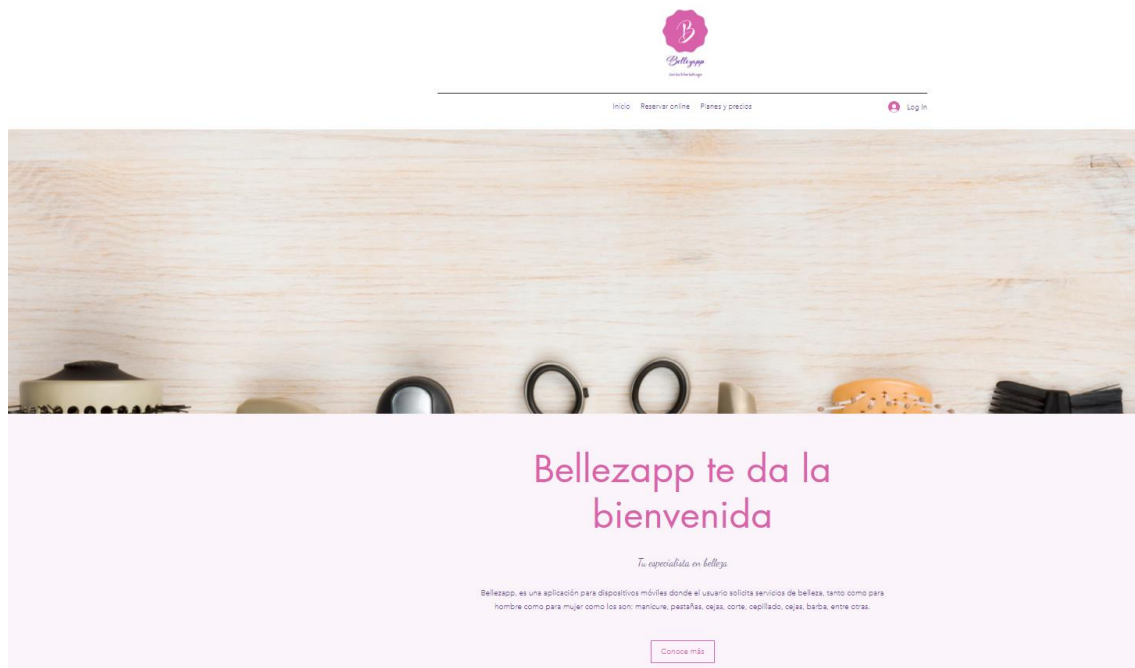 B
Bellezapp
Inicio Reservar online Planes y precios Log In
Bellezapp te da la
bienvenida
Tu especialista en belleza
Bellezapp, es una aplicación para dispositivos móviles donde el usuario solicita servicios de belleza, tanto como para
hombre como para mujer como los son: manicure, pestañas, cejas, corte, cepillado, cejas, barba, entre otras.
Conoce más